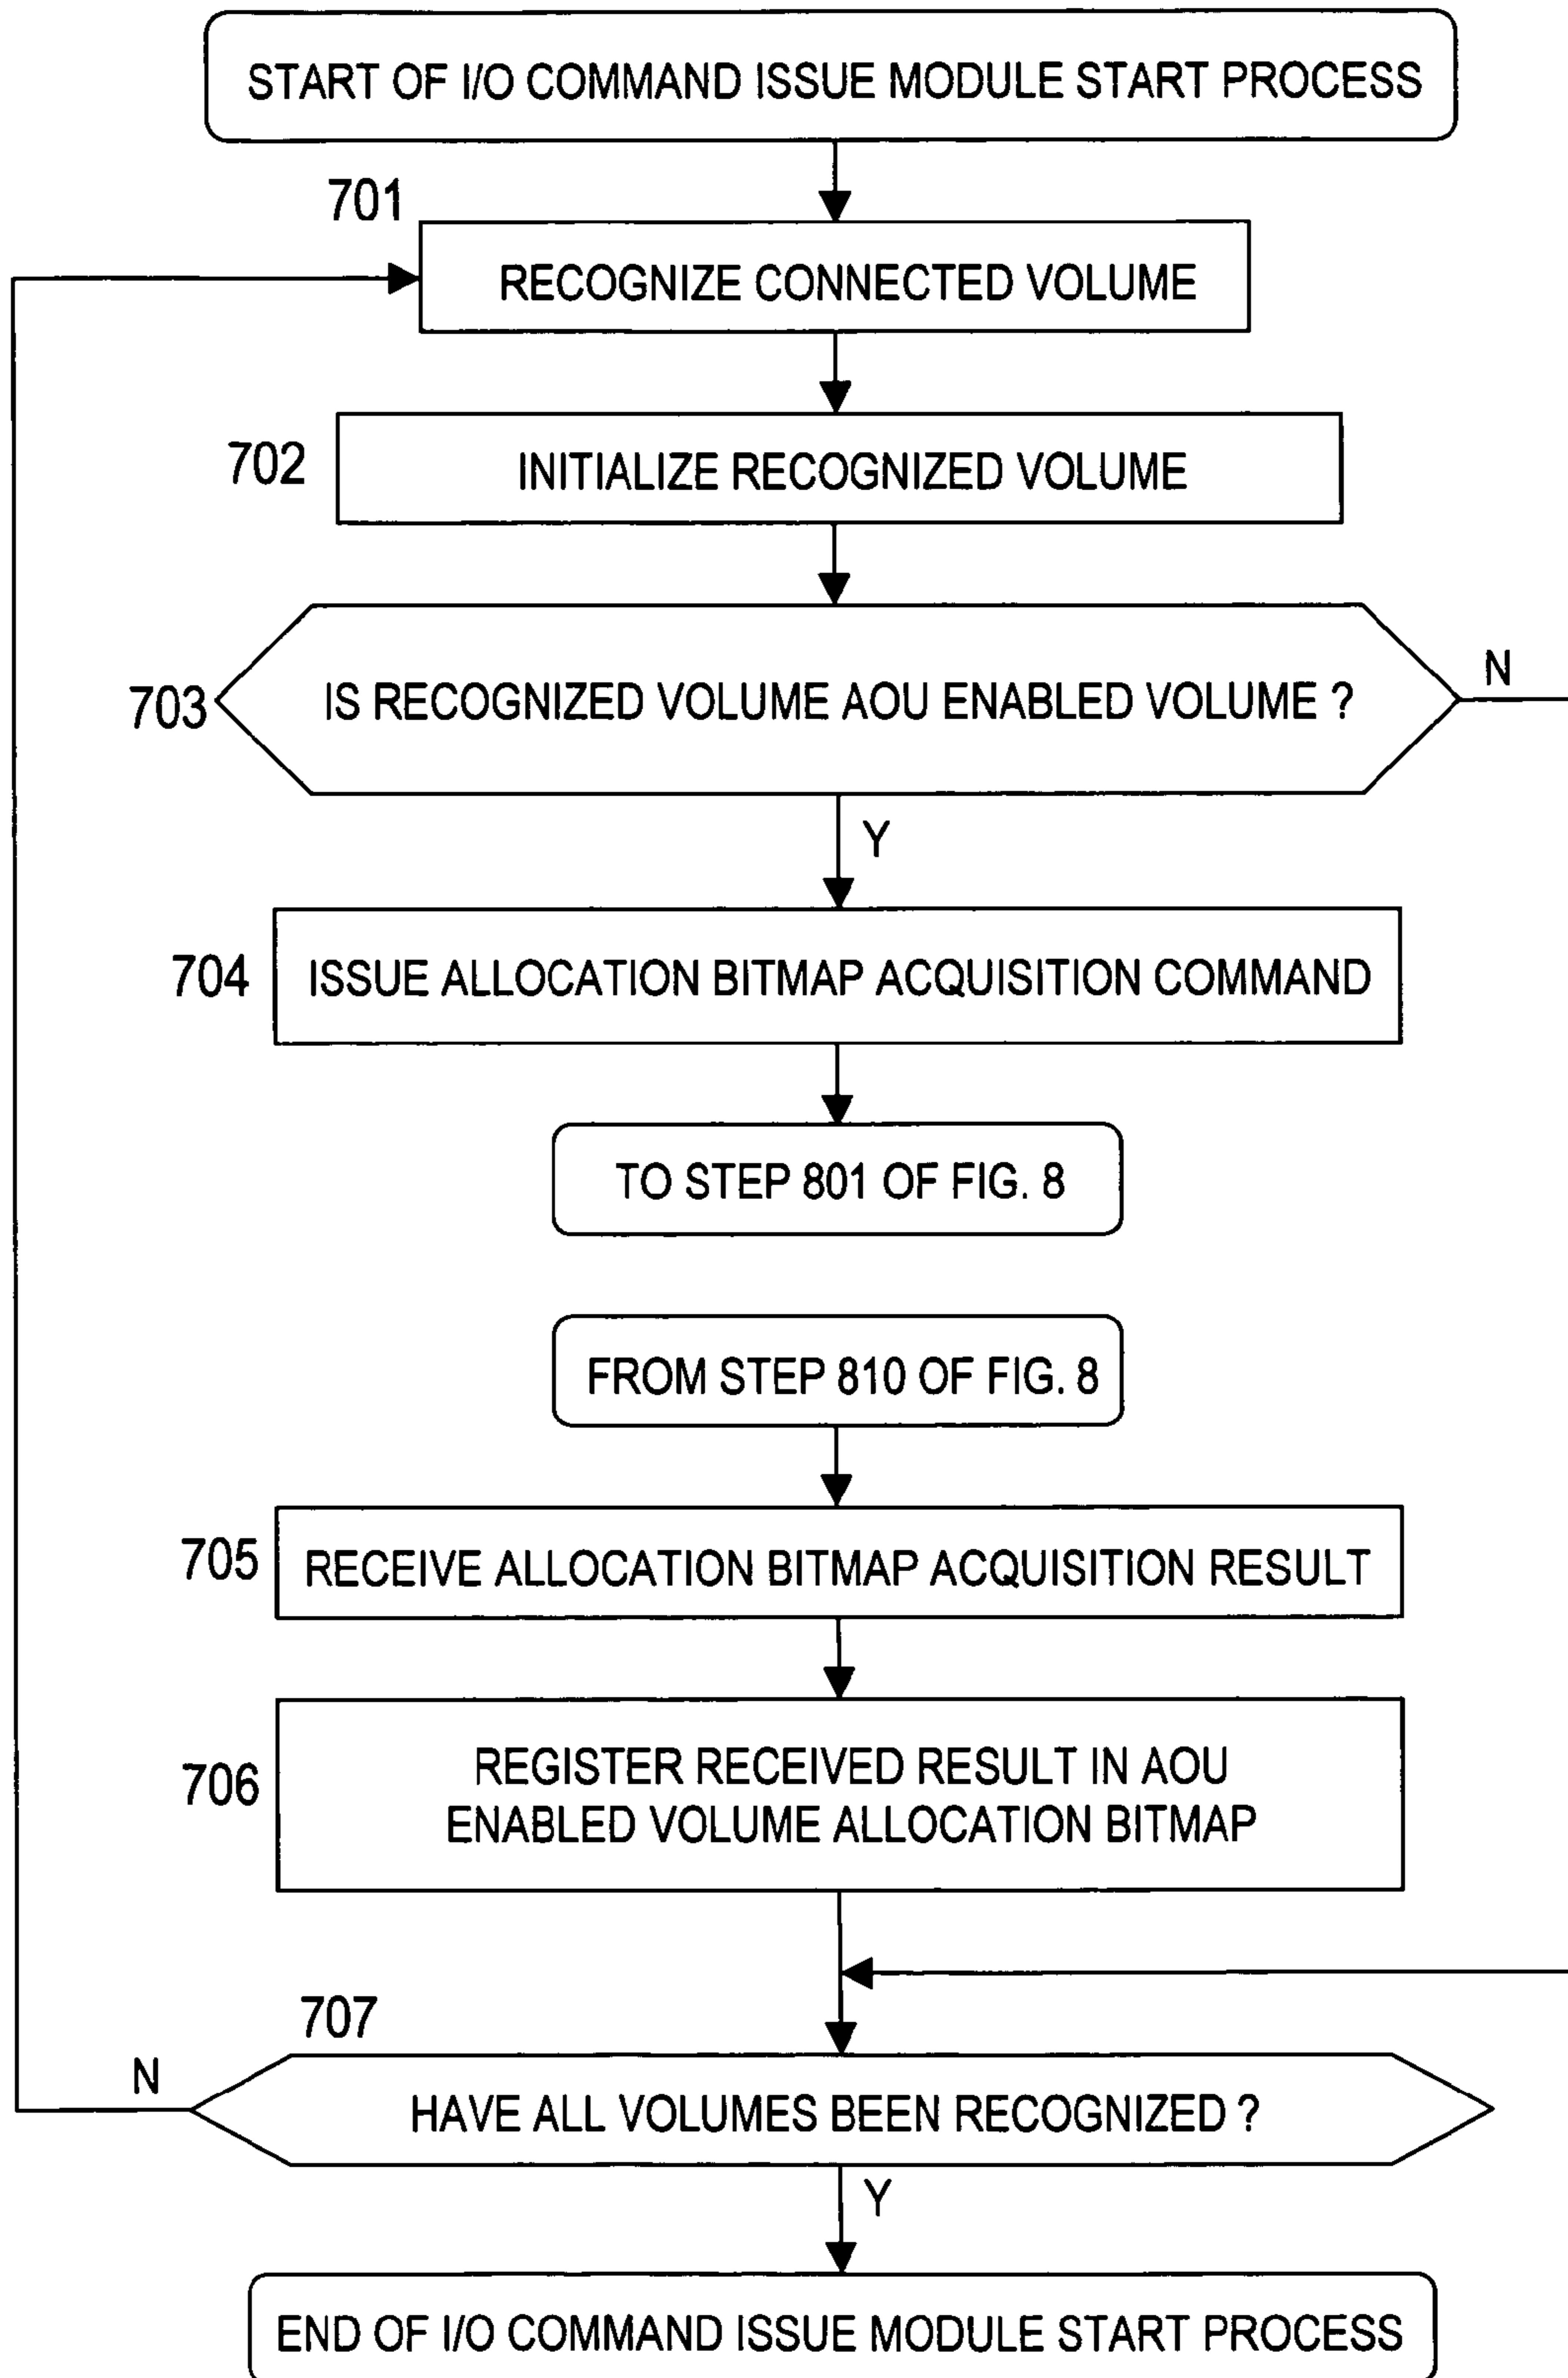 START OF I/O COMMAND ISSUE MODULE START PROCESS
701
RECOGNIZE CONNECTED VOLUME
702
INITIALIZE RECOGNIZED VOLUME
703
IS RECOGNIZED VOLUME AOU ENABLED VOLUME ?
N
Y
704
ISSUE ALLOCATION BITMAP ACQUISITION COMMAND
TO STEP 801 OF FIG. 8
FROM STEP 810 OF FIG. 8
705
RECEIVE ALLOCATION BITMAP ACQUISITION RESULT
706
REGISTER RECEIVED RESULT IN AOU
ENABLED VOLUME ALLOCATION BITMAP
707
N
HAVE ALL VOLUMES BEEN RECOGNIZED ?
Y
END OF I/O COMMAND ISSUE MODULE START PROCESS